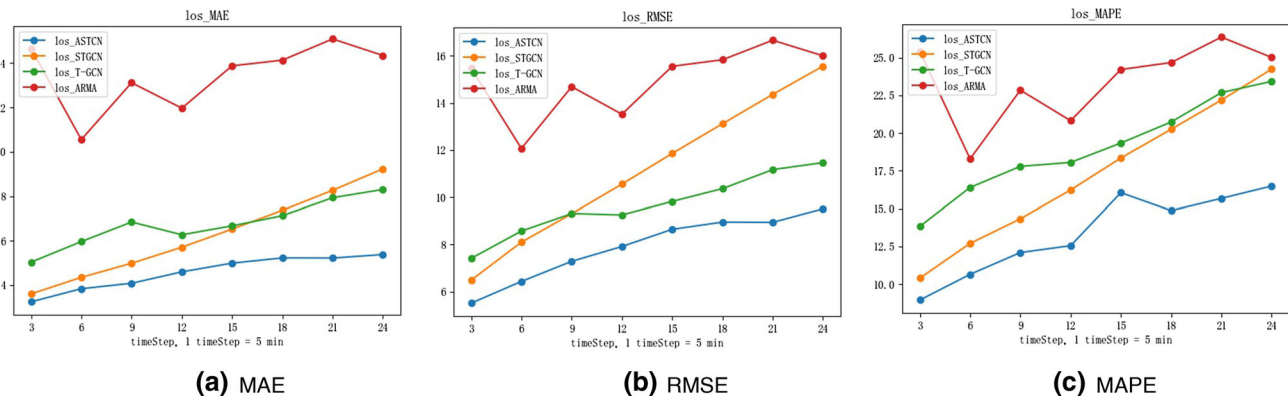 los_MAE
los_ASTCN
los_STGCN
los_T-GCN
los_ARMA
4
2
0
8
6
4
3 6 9 12 15 18 21 24
timeStep, 1 timeStep = 5 min
(a) MAE
los_RMSE
los_ASTCN
los_STGCN
los_T-GCN
los_ARMA
16
14
12
10
8
6
3 6 9 12 15 18 21 24
timeStep, 1 timeStep = 5 min
(b) RMSE
los_MAPE
los_ASTCN
los_STGCN
los_T-GCN
los_ARMA
25.0
22.5
20.0
17.5
15.0
12.5
10.0
3 6 9 12 15 18 21 24
timeStep, 1 timeStep = 5 min
(c) MAPE